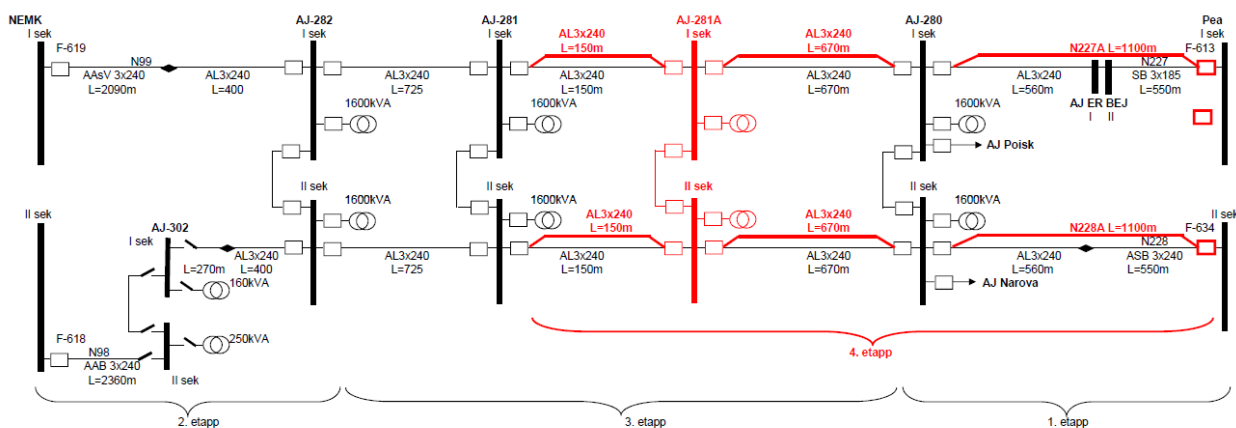 NEMK
I sek
F-619
N99
AAsV 3x240
L=2090m
AL3x240
L=400
AJ-282
I sek
1600kVA
AL3x240
L=725
AJ-281
I sek
1600kVA
AL3x240
L=150m
AL3x240
L=150m
AJ-281A
I sek
AL3x240
L=670m
AL3x240
L=670m
AJ-280
I sek
1600kVA
AJ Poisk
N227A L=1100m
AL3x240
L=560m
AJ ER BEJ
I II
N227
SB 3x185
L=550m
Pea
I sek
F-613
II sek
AJ-302
I sek
L=270m
160kVA
AL3x240
L=400
250kVA
F-618
N98
AAB 3x240
L=2360m
II sek
II sek
1600kVA
AL3x240
L=725
II sek
1600kVA
AL3x240
L=150m
AL3x240
L=150m
II sek
AL3x240
L=670m
AL3x240
L=670m
II sek
1600kVA
AJ Narova
N228A L=1100m
AL3x240
L=560m
N228
ASB 3x240
L=550m
F-634
II sek
4. etapp
2. etapp
3. etapp
1. etapp